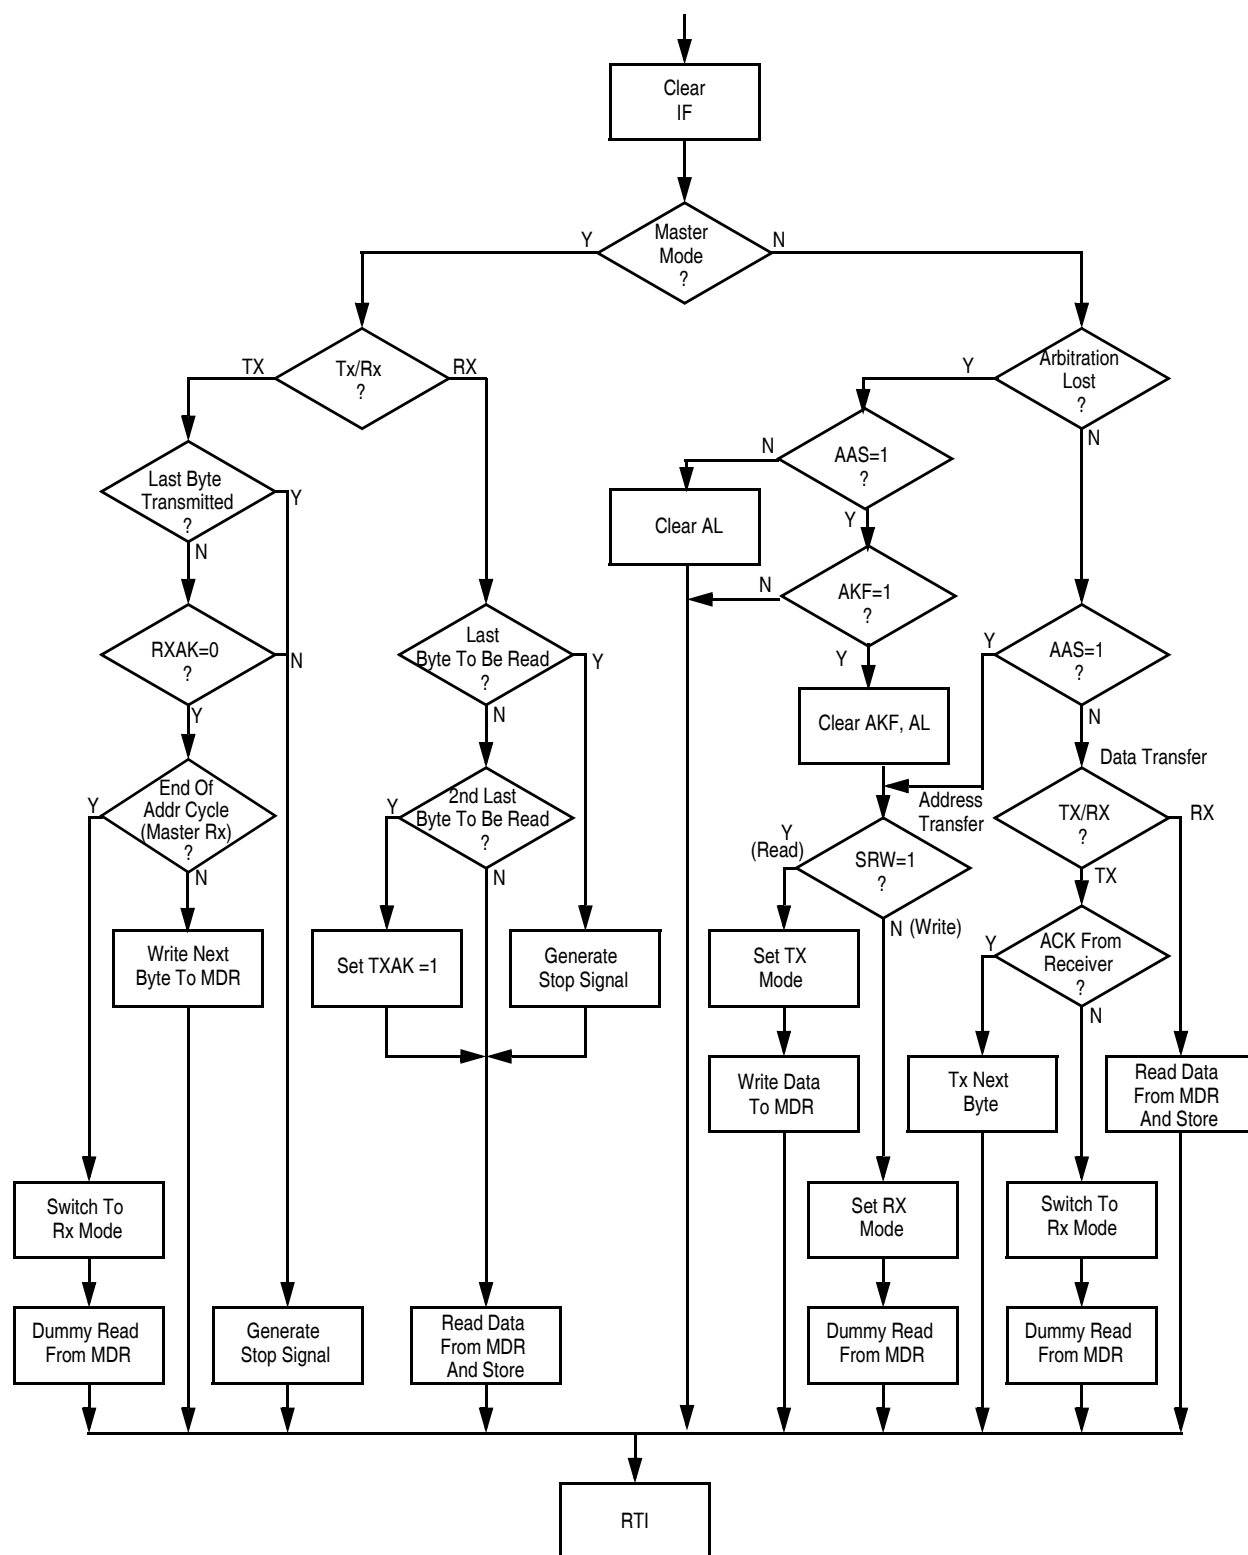 Clear
IF
Master
Mode
?
Y
N
Tx/Rx
?
TX
RX
Arbitration
Lost
?
Y
N
AAS=1
?
N
Y
Last Byte
Transmitted
?
Y
N
Clear AL
AKF=1
?
N
Y
RXAK=0
?
N
Y
Last
Byte To Be Read
?
Y
N
AAS=1
?
Y
N
Clear AKF, AL
Data Transfer
End Of
Addr Cycle
(Master Rx)
?
Y
N
2nd Last
Byte To Be Read
?
Y
N
Address
Transfer
TX/RX
?
RX
TX
Y
(Read)
SRW=1
?
N (Write)
Write Next
Byte To MDR
Set TXAK =1
Generate
Stop Signal
Set TX
Mode
ACK From
Receiver
?
Y
N
Write Data
To MDR
Tx Next
Byte
Read Data
From MDR
And Store
Switch To
Rx Mode
Set RX
Mode
Switch To
Rx Mode
Dummy Read
From MDR
Generate
Stop Signal
Read Data
From MDR
And Store
Dummy Read
From MDR
Dummy Read
From MDR
RTI